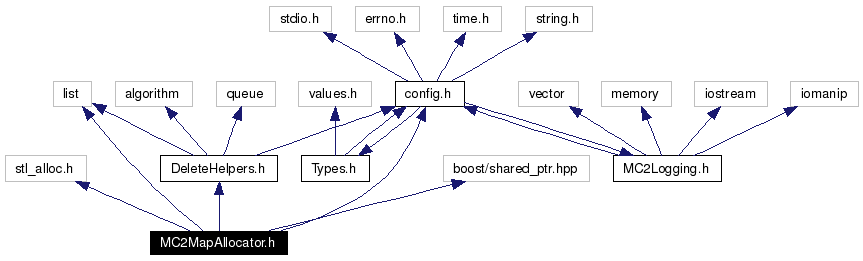 stdio.h errno.h time.h string.h
list algorithm queue values.h config.h vector memory iostream iomanip
stl_alloc.h DeleteHelpers.h Types.h boost/shared_ptr.hpp MC2Logging.h
MC2MapAllocator.h